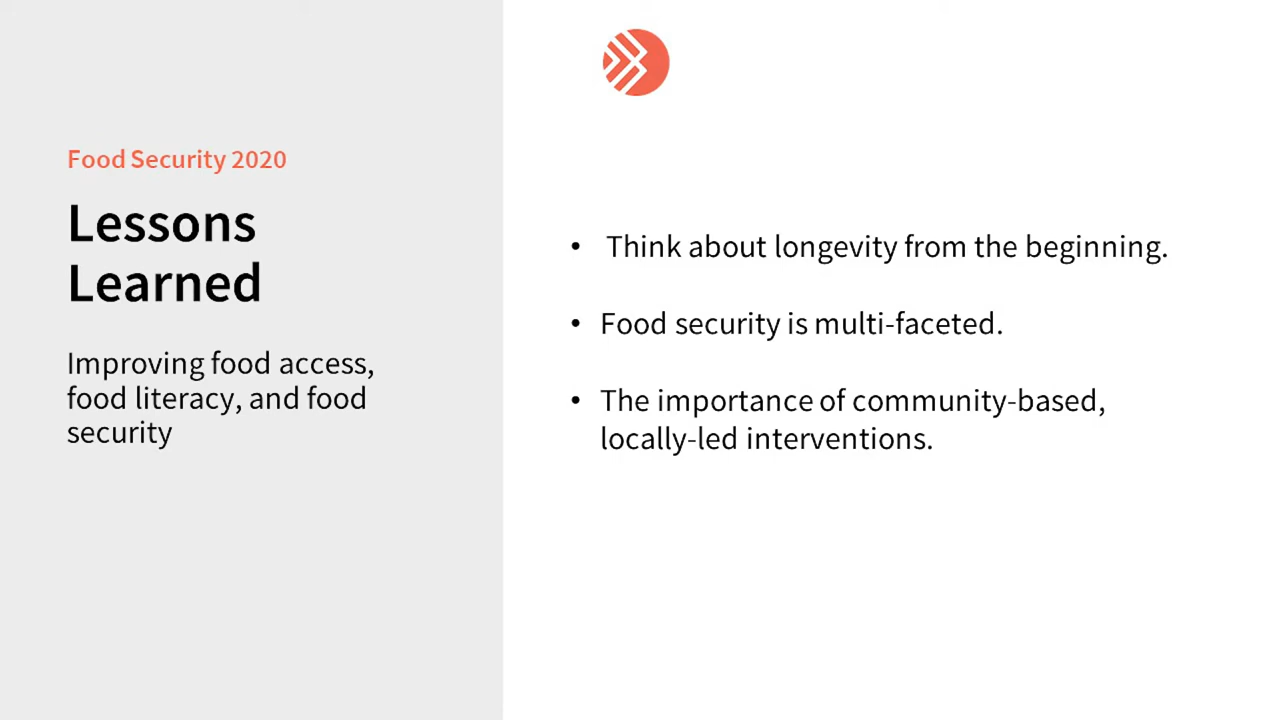 Food Security 2020
Lessons
Learned
Improving food access,
food literacy, and food
security
• Think about longevity from the beginning.
• Food security is multi-faceted.
• The importance of community-based,
locally-led interventions.